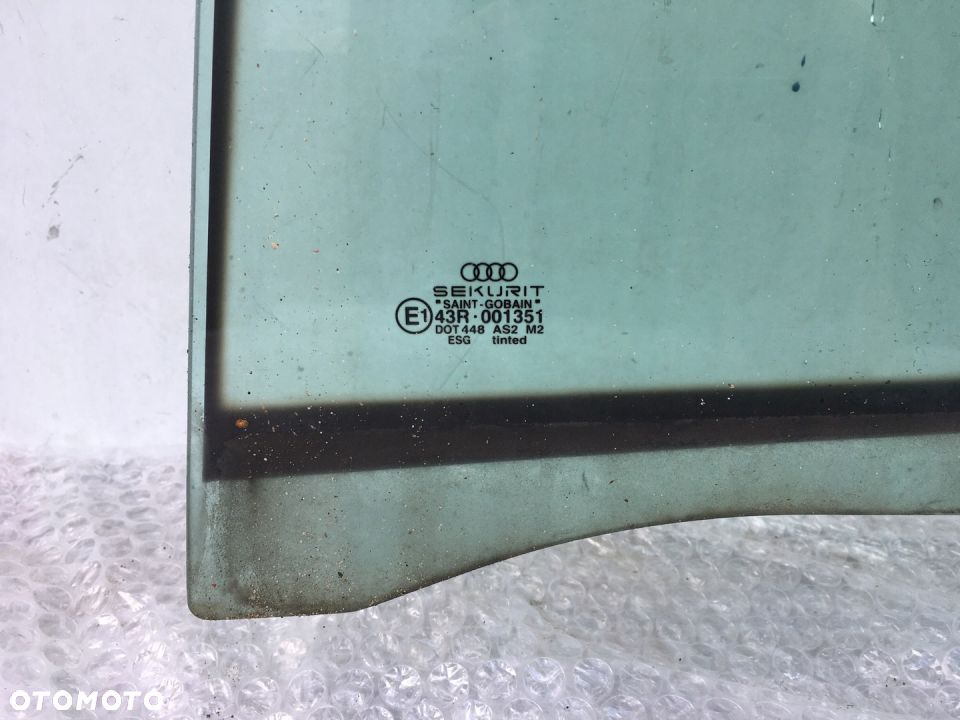 SEKURIT
"SAINT-GOBAIN"
E1 43R·001351
DOT 448 AS2 M2
ESG tinted
OTOMOTO